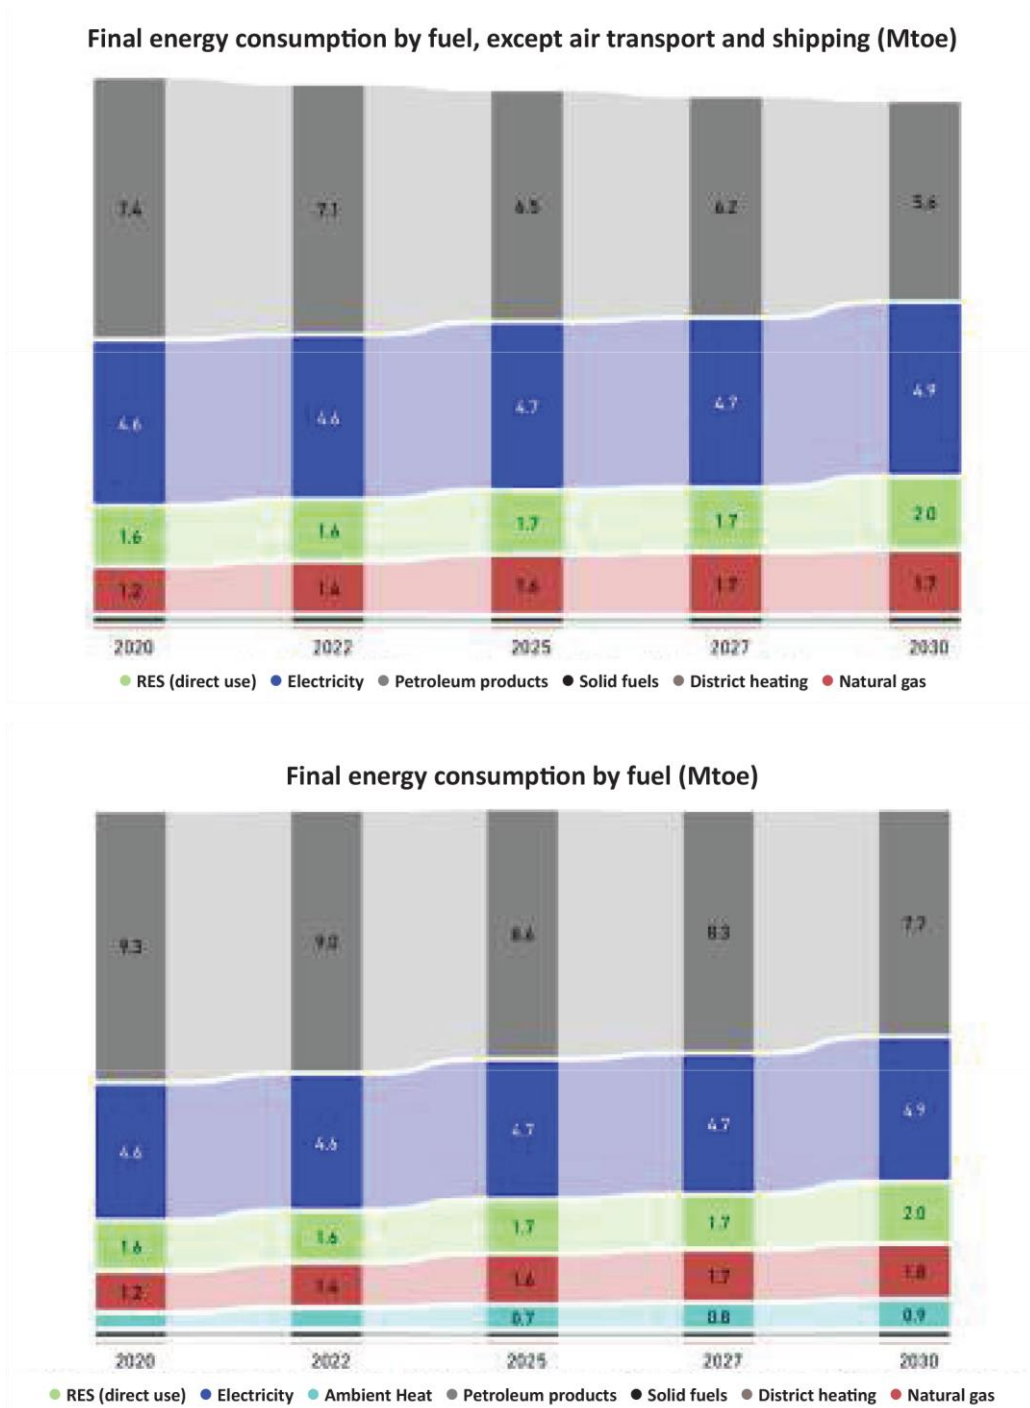 Final energy consumption by fuel, except air transport and shipping (Mtoe)
7.4 7.1 6.5 6.2 5.6
4.6 4.6 4.7 4.7 4.9
1.6 1.6 1.7 1.7 2.0
1.2 1.4 1.6 1.7 1.7
2020 2022 2025 2027 2030
RES (direct use) Electricity Petroleum products Solid fuels District heating Natural gas
Final energy consumption by fuel (Mtoe)
9.3 9.0 8.6 8.3 7.7
4.6 4.6 4.7 4.7 4.9
1.6 1.6 1.7 1.7 2.0
1.2 1.4 1.6 1.7 1.8
0.7 0.8 0.9
2020 2022 2025 2027 2030
RES (direct use) Electricity Ambient Heat Petroleum products Solid fuels District heating Natural gas